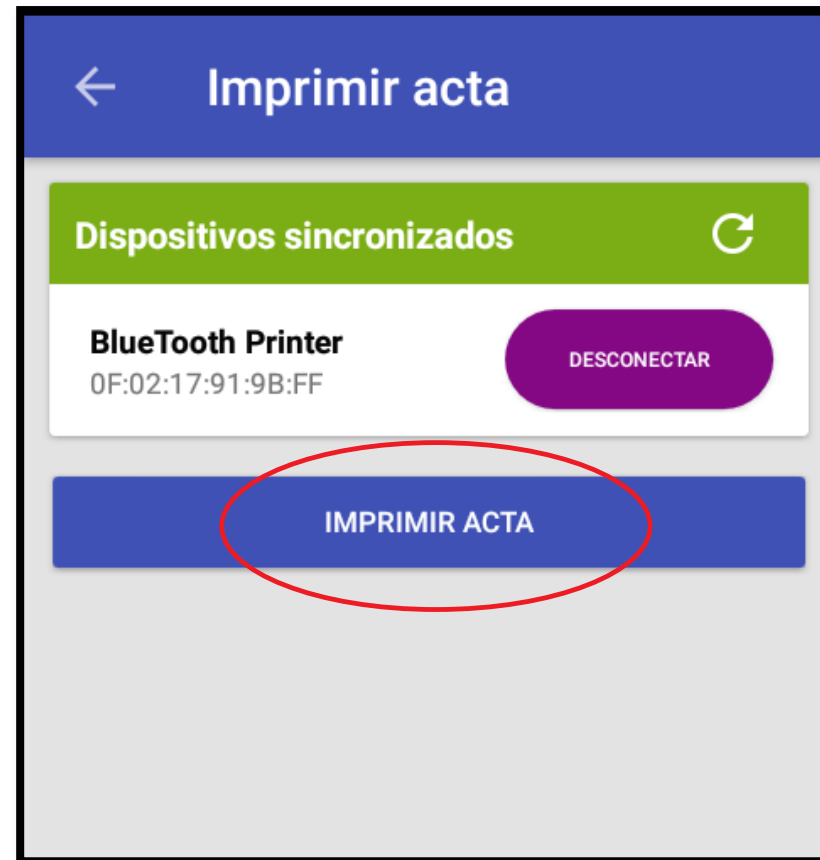 Imprimir acta
Dispositivos sincronizados
BlueTooth Printer
0F:02:17:91:9B:FF
DESCONECTAR
IMPRIMIR ACTA